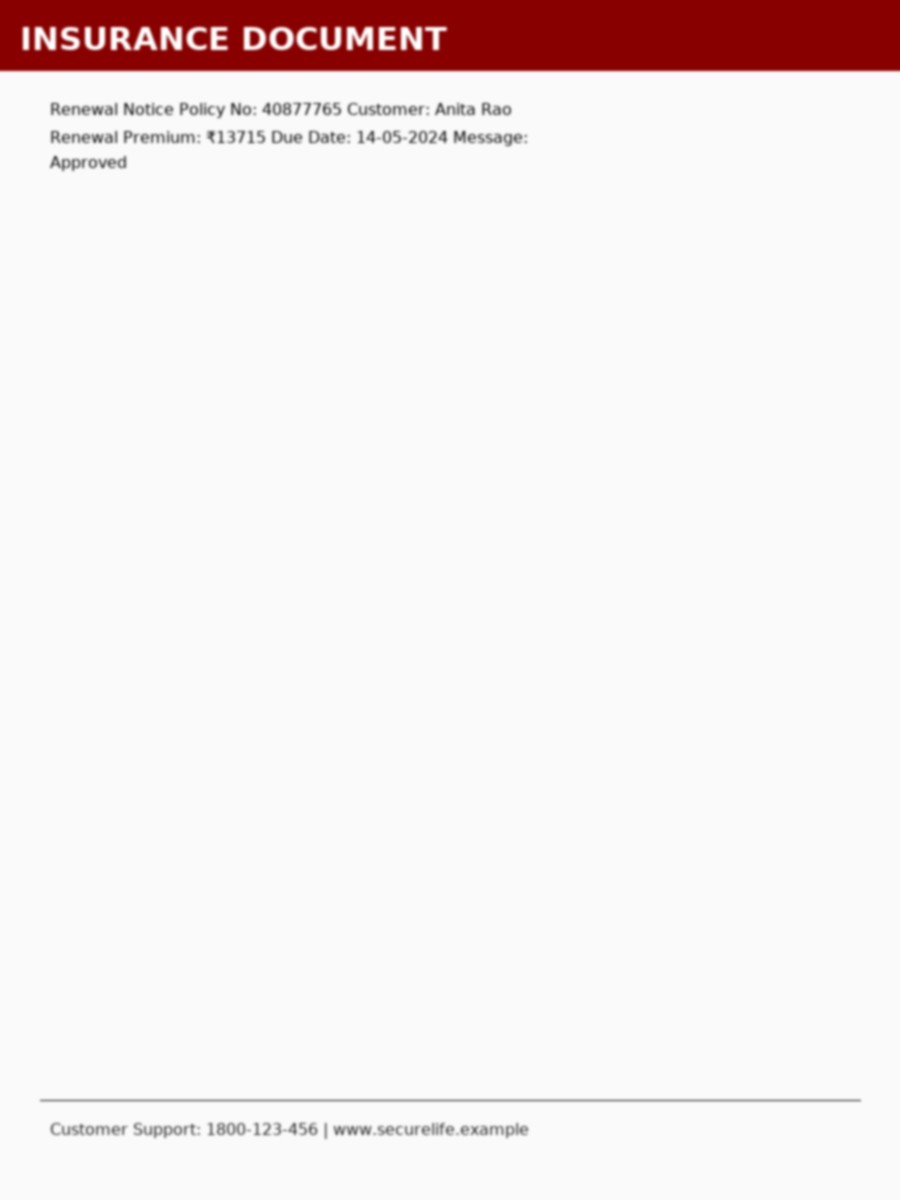 INSURANCE DOCUMENT
Renewal Notice Policy No: 40877765 Customer: Anita Rao
Renewal Premium: ₹13715 Due Date: 14-05-2024 Message:
Approved
Customer Support: 1800-123-456 | www.securelife.example